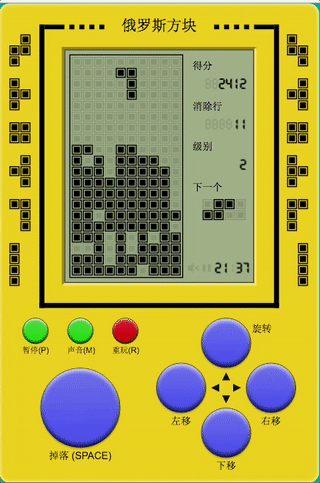 俄罗斯方块
得分
2412
消除行
11
级别
2
下一个
21 37
暂停(P)
声音(M)
重玩(R)
旋转
左移
右移
下移
掉落 (SPACE)